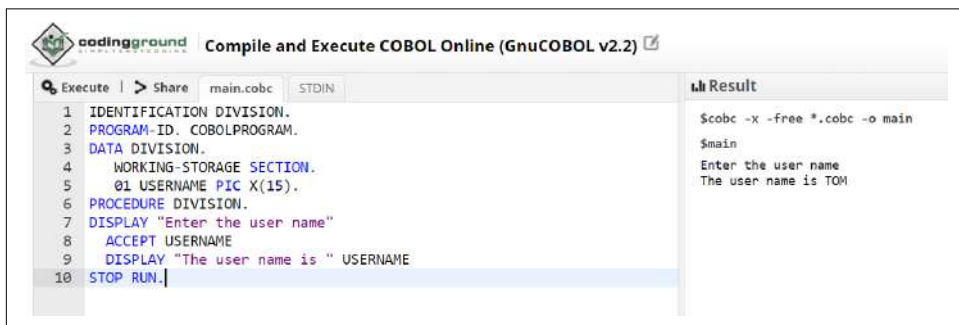 codingground Compile and Execute COBOL Online (GnuCOBOL v2.2)
SIMPLY EASY CODING
Execute | > Share main.cobc STDIN
1 IDENTIFICATION DIVISION.
2 PROGRAM-ID. COBOLPROGRAM.
3 DATA DIVISION.
4 WORKING-STORAGE SECTION.
5 01 USERNAME PIC X(15).
6 PROCEDURE DIVISION.
7 DISPLAY "Enter the user name"
8 ACCEPT USERNAME
9 DISPLAY "The user name is " USERNAME
10 STOP RUN.
Result
$cobc -x -free *.cobc -o main
$main
Enter the user name
The user name is TOM